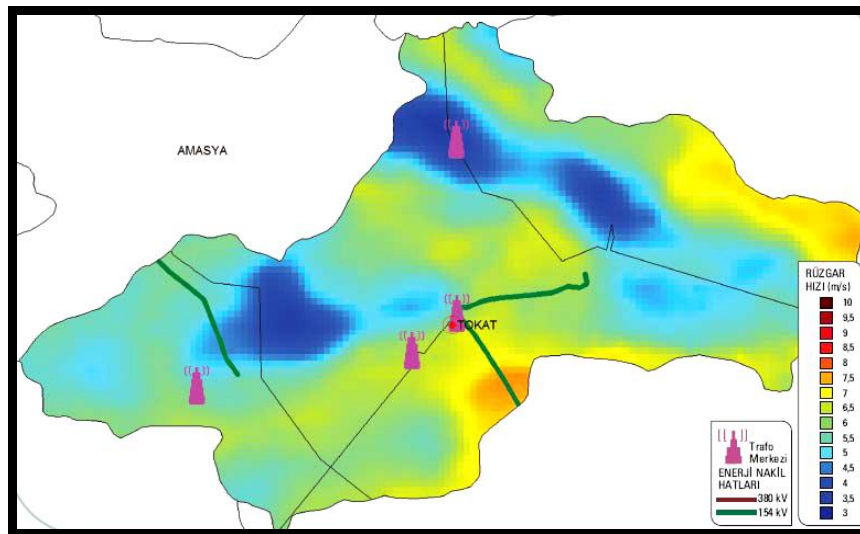 AMASYA
TOKAT
RÜZGAR
HIZI (m/s)
10
9,5
9
8,5
8
7,5
7
6,5
6
5,5
5
4,5
4
3,5
3
Trafo
Merkezi
ENERJİ NAKİL
HATLARI
380 kV
154 kV